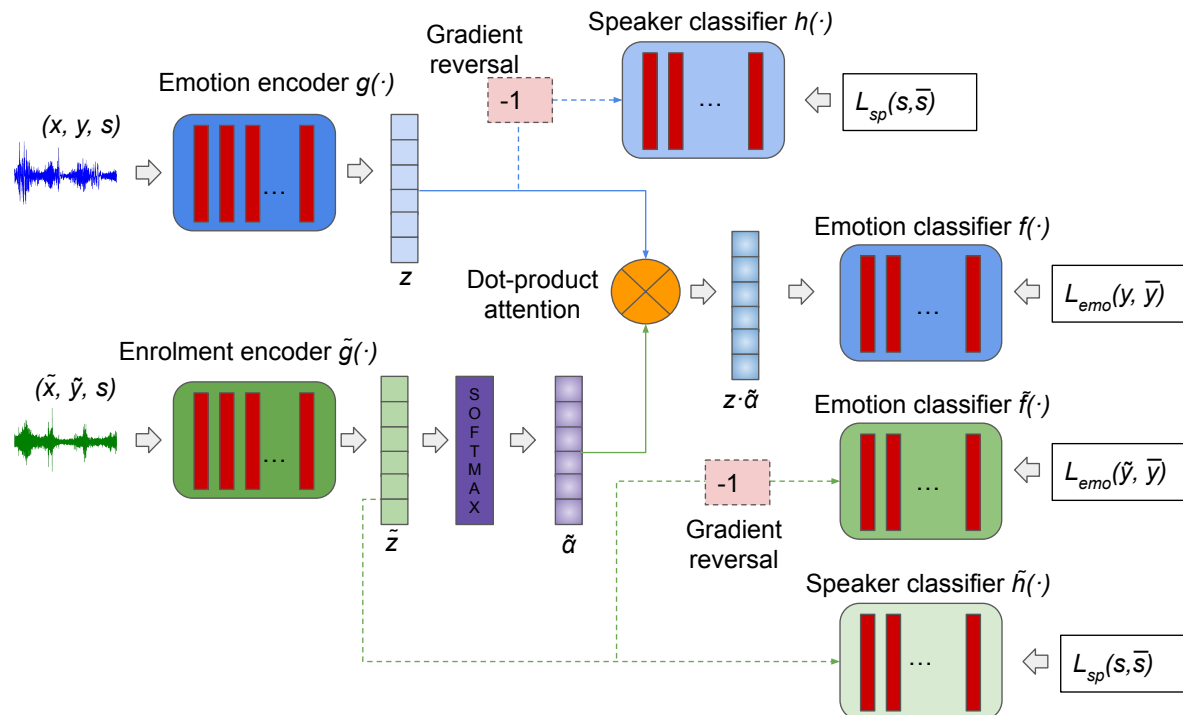 Speaker classifier h(·)
Gradient
reversal
-1
...
L_sp(s,s̅)
Emotion encoder g(·)
(x, y, s)
...
z
Emotion classifier f(·)
Dot-product
attention
...
L_emo(y, y̅)
z·α̃
Enrolment encoder g̃(·)
(x̃, ỹ, s)
...
SOFTMAX
z̃
α̃
Emotion classifier f̃(·)
-1
...
L_emo(ỹ, y̅)
Gradient
reversal
Speaker classifier h̃(·)
...
L_sp(s,s̅)